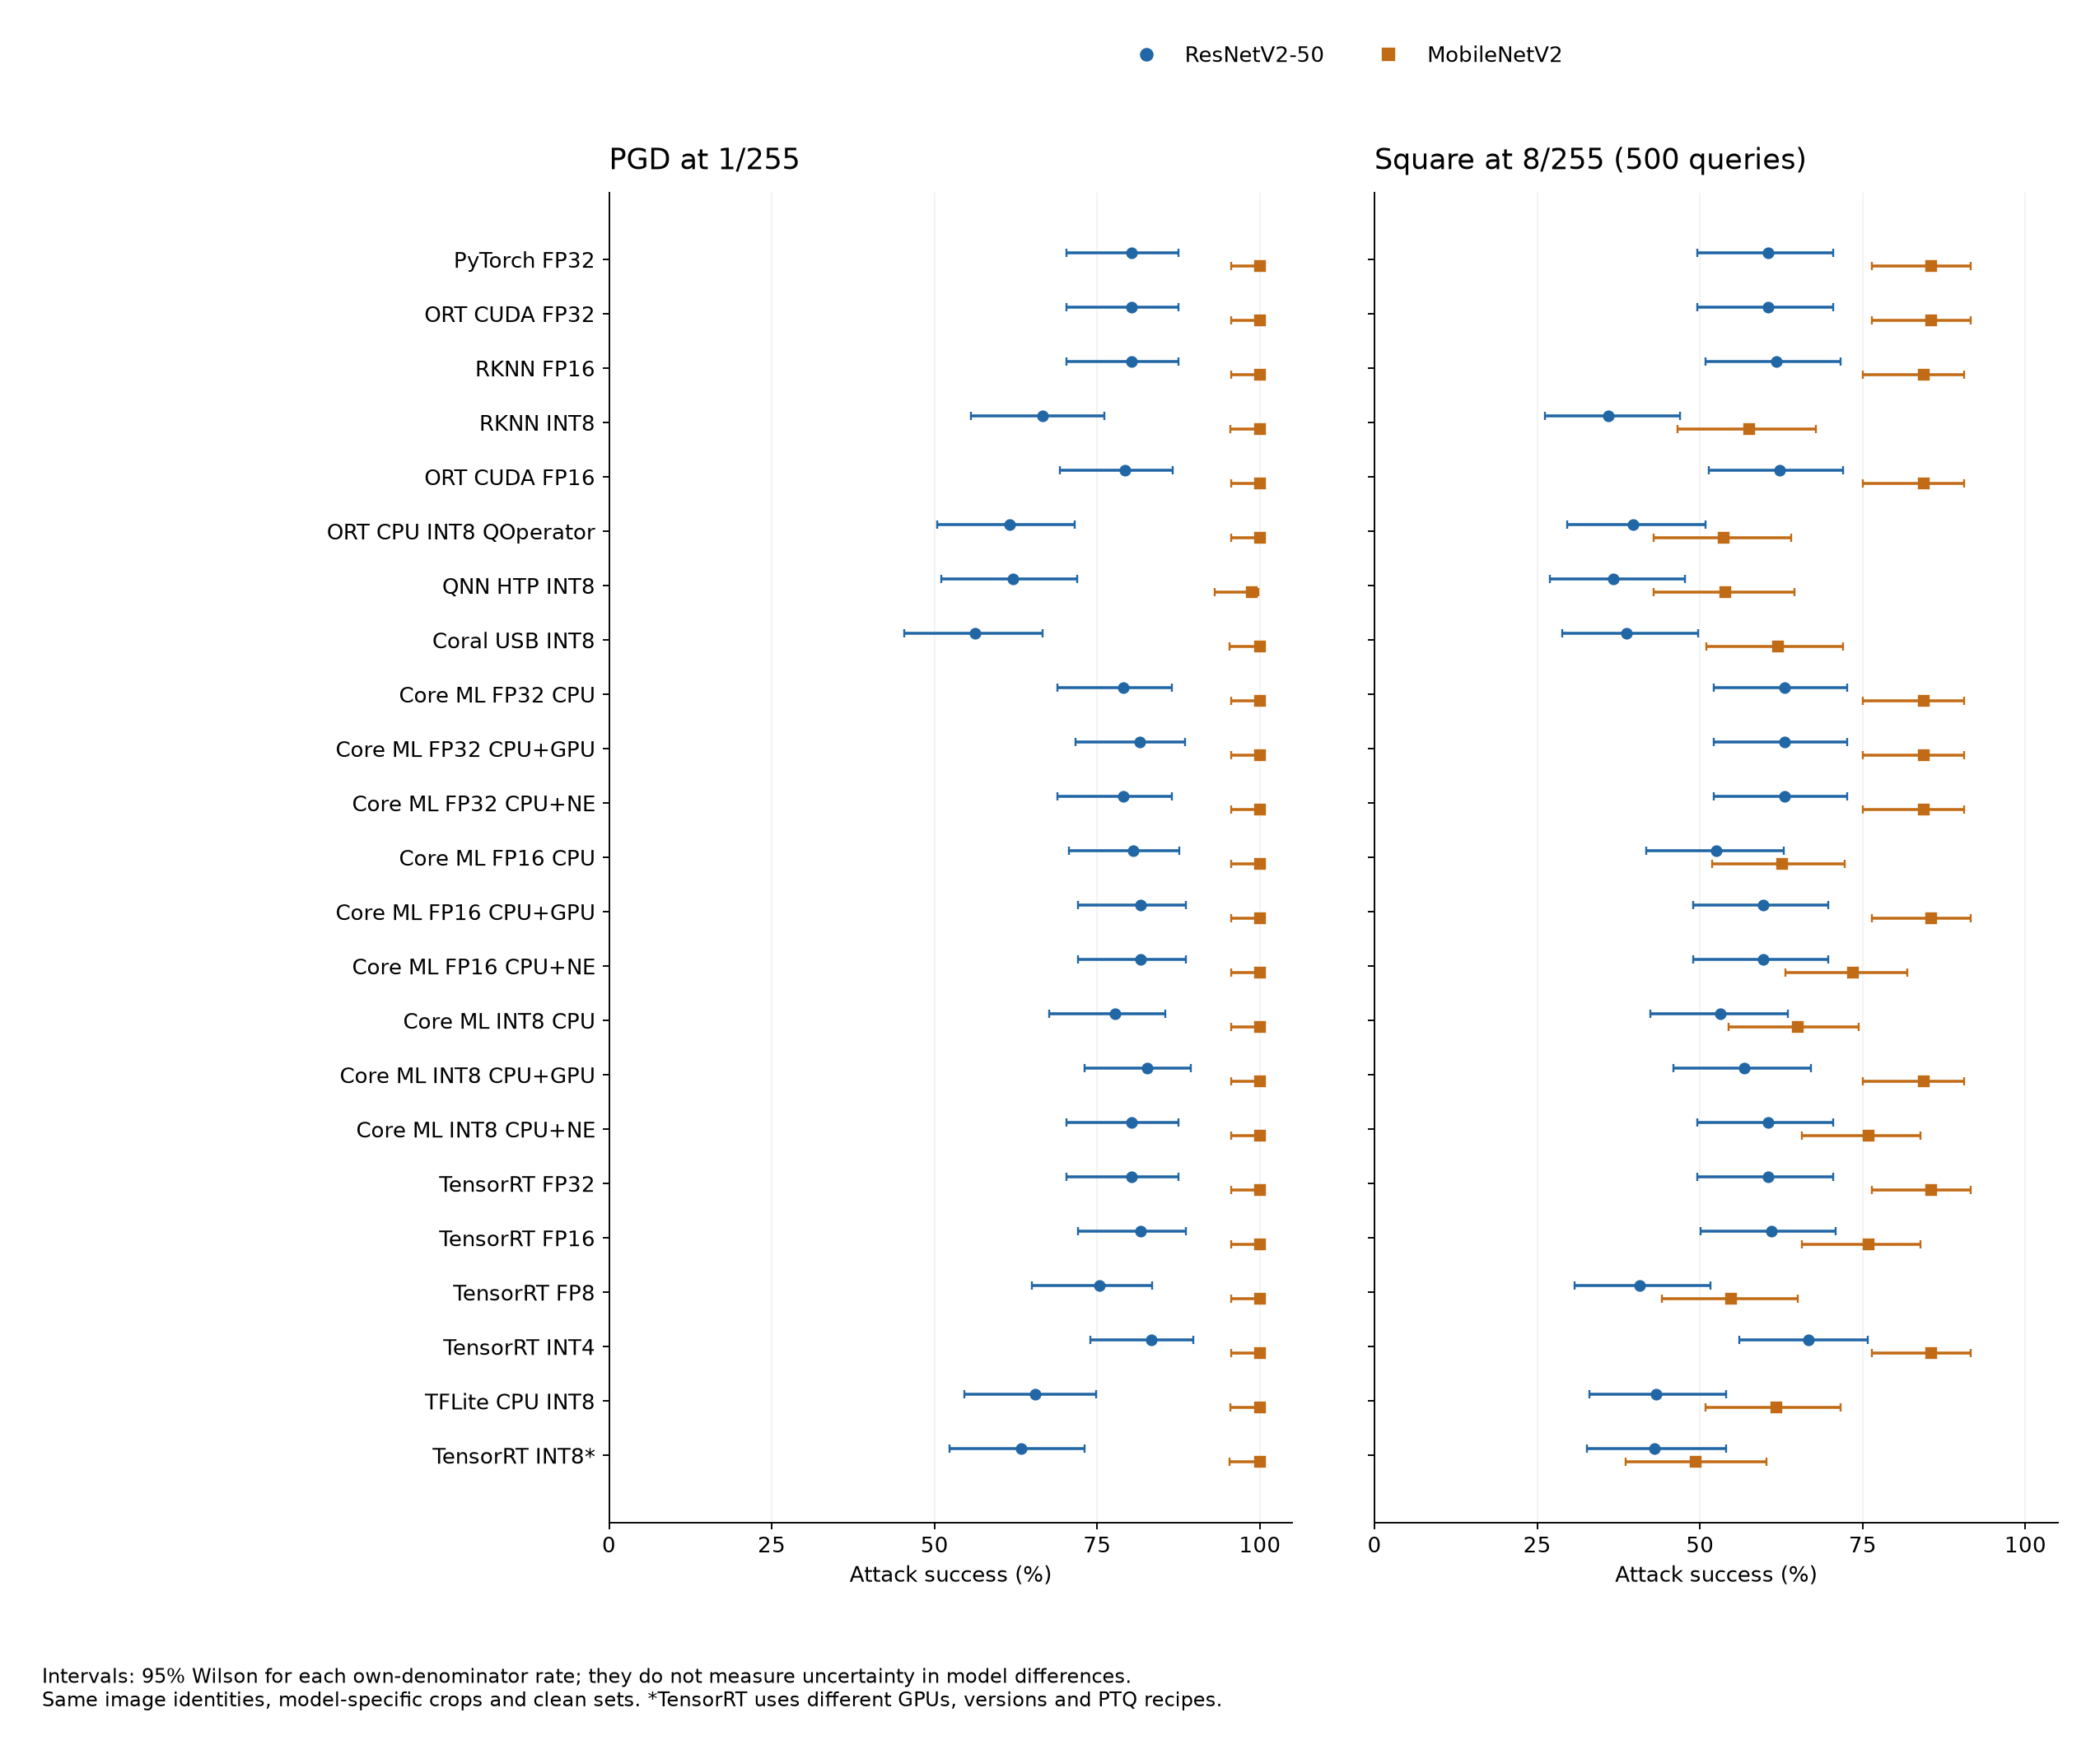 ResNetV2-50 MobileNetV2
PGD at 1/255
Square at 8/255 (500 queries)
PyTorch FP32
ORT CUDA FP32
RKNN FP16
RKNN INT8
ORT CUDA FP16
ORT CPU INT8 QOperator
QNN HTP INT8
Coral USB INT8
Core ML FP32 CPU
Core ML FP32 CPU+GPU
Core ML FP32 CPU+NE
Core ML FP16 CPU
Core ML FP16 CPU+GPU
Core ML FP16 CPU+NE
Core ML INT8 CPU
Core ML INT8 CPU+GPU
Core ML INT8 CPU+NE
TensorRT FP32
TensorRT FP16
TensorRT FP8
TensorRT INT4
TFLite CPU INT8
TensorRT INT8*
0 25 50 75 100
Attack success (%)
0 25 50 75 100
Attack success (%)
Intervals: 95% Wilson for each own-denominator rate; they do not measure uncertainty in model differences.
Same image identities, model-specific crops and clean sets. *TensorRT uses different GPUs, versions and PTQ recipes.